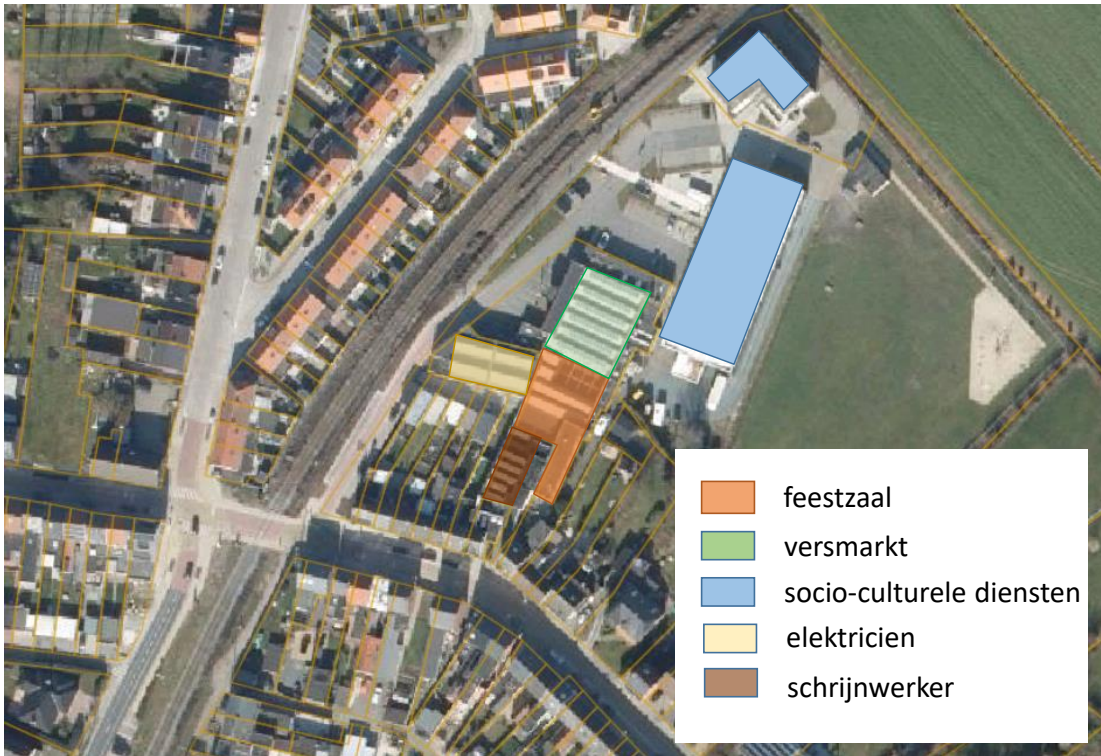 feestzaal
versmarkt
socio-culturele diensten
elektricien
schrijnwerker